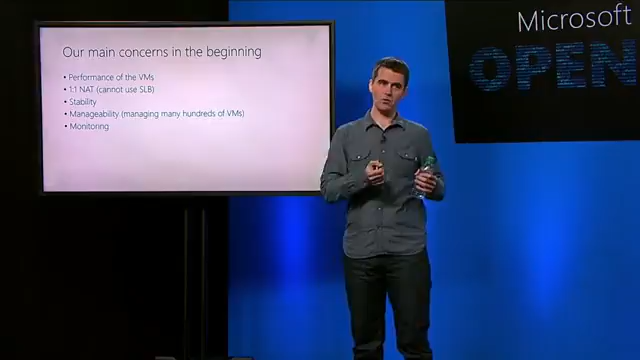 Our main concerns in the beginning
• Performance of the VMs
• 1:1 NAT (cannot use SLB)
• Stability
• Manageability (managing many hundreds of VMs)
• Monitoring
Microsoft
OPEN